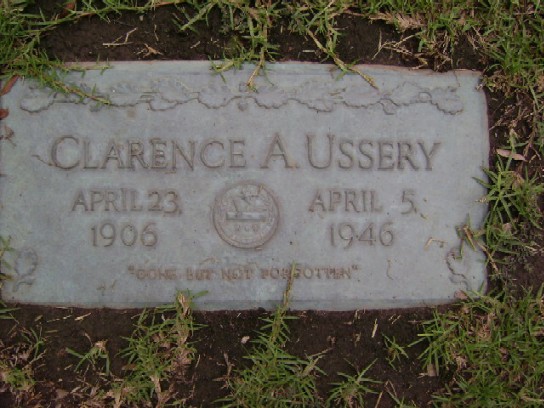 CLARENCE A. USSERY
APRIL 23, APRIL 5,
1906 1946
"GONE BUT NOT FORGOTTEN"